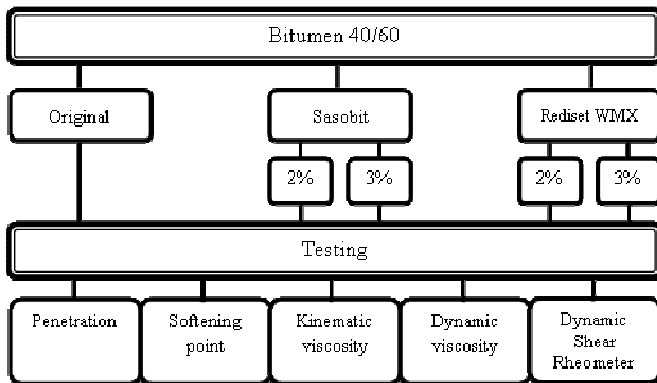 Bitumen 40/60
Original
Sasobit
Rediset WMX
2%
3%
2%
3%
Testing
Penetration
Softening
point
Kinematic
viscosity
Dynamic
viscosity
Dynamic
Shear
Rheometer